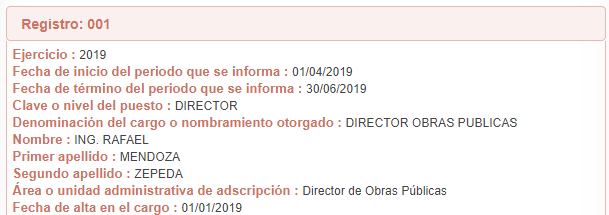 Registro: 001
Ejercicio : 2019
Fecha de inicio del periodo que se informa : 01/04/2019
Fecha de término del periodo que se informa : 30/06/2019
Clave o nivel del puesto : DIRECTOR
Denominación del cargo o nombramiento otorgado : DIRECTOR OBRAS PUBLICAS
Nombre : ING. RAFAEL
Primer apellido : MENDOZA
Segundo apellido : ZEPEDA
Área o unidad administrativa de adscripción : Director de Obras Públicas
Fecha de alta en el cargo : 01/01/2019